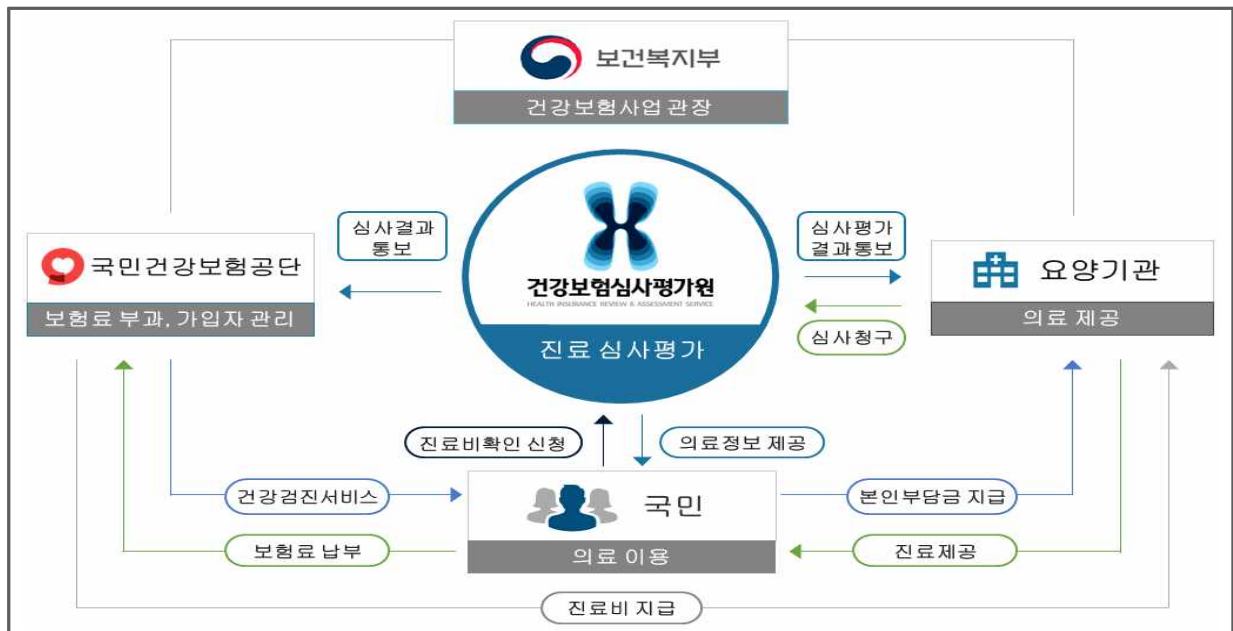 보건복지부
건강보험사업 관장
심사결과
통보
심사평가
결과통보
국민건강보험공단
보험료 부과, 가입자 관리
건강보험심사평가원
HEALTH INSURANCE REVIEW & ASSESSMENT SERVICE
진료 심사평가
요양기관
의료 제공
심사청구
진료비확인 신청
의료정보 제공
건강검진서비스
국민
본인부담금 지급
보험료 납부
의료 이용
진료제공
진료비 지급